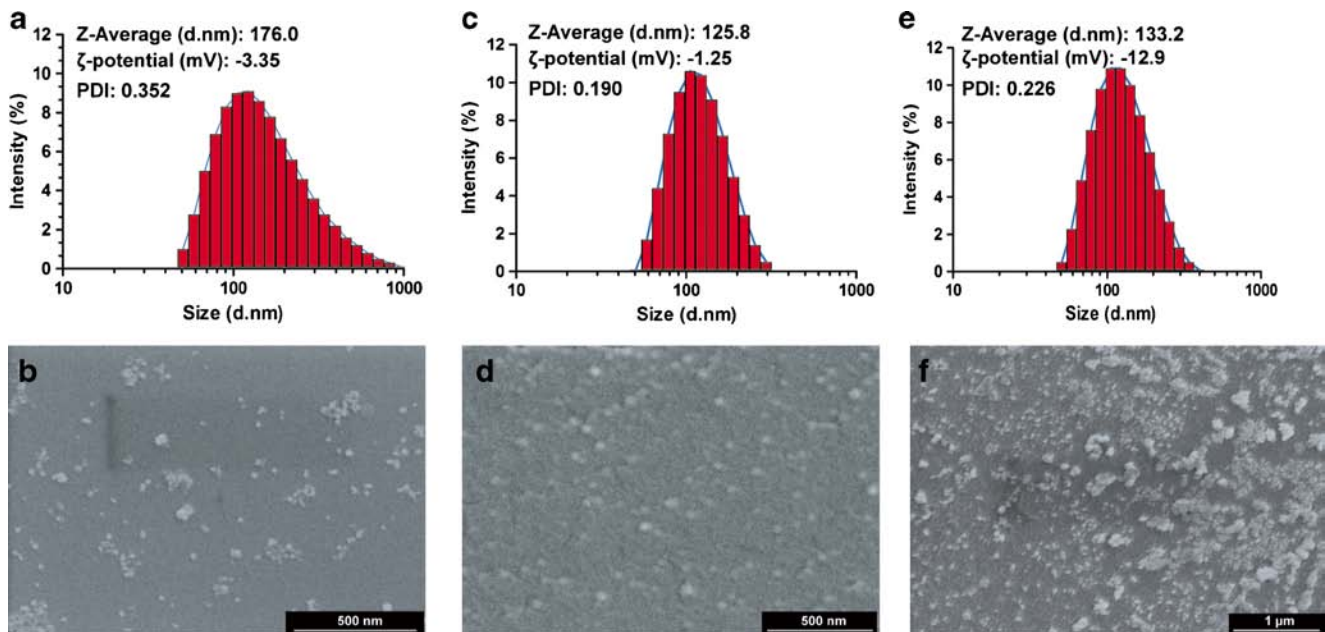 a
Z-Average (d.nm): 176.0
ζ-potential (mV): -3.35
PDI: 0.352
Intensity (%)
12
10
8
6
4
2
0
10
100
1000
Size (d.nm)
c
Z-Average (d.nm): 125.8
ζ-potential (mV): -1.25
PDI: 0.190
Intensity (%)
12
10
8
6
4
2
0
10
100
1000
Size (d.nm)
e
Z-Average (d.nm): 133.2
ζ-potential (mV): -12.9
PDI: 0.226
Intensity (%)
12
10
8
6
4
2
0
10
100
1000
Size (d.nm)
b
500 nm
d
500 nm
f
1 μm